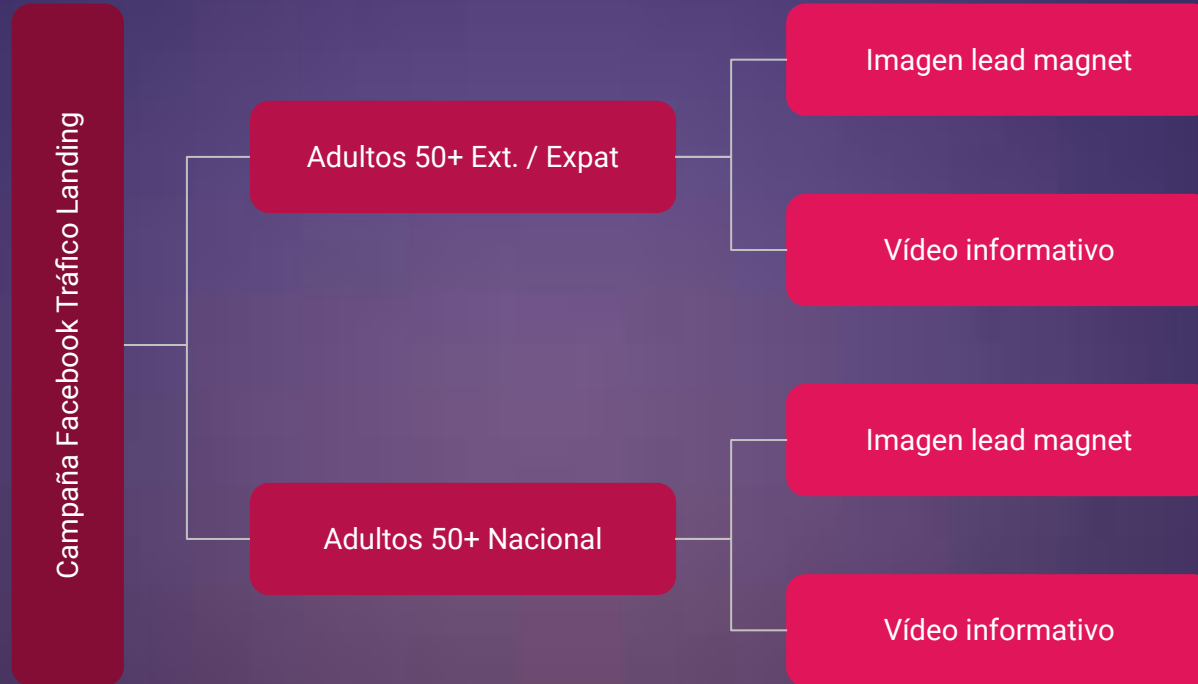 Campaña Facebook Tráfico Landing
Adultos 50+ Ext. / Expat
Imagen lead magnet
Vídeo informativo
Adultos 50+ Nacional
Imagen lead magnet
Vídeo informativo